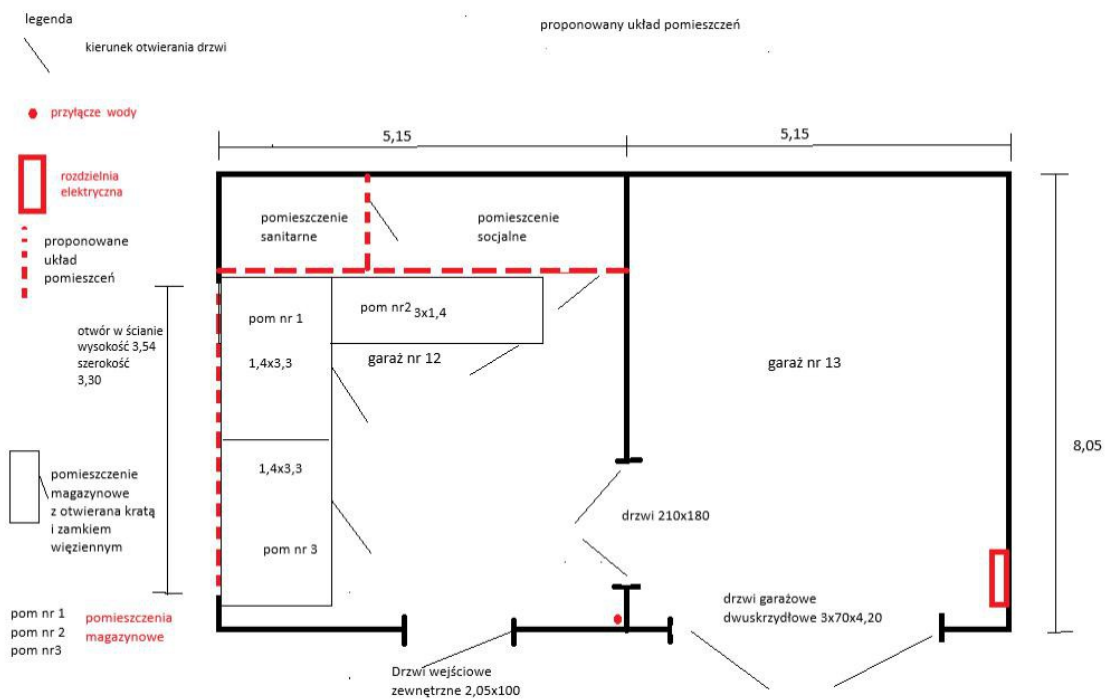 legenda
proponowany układ pomieszczeń
kierunek otwierania drzwi
przyłącze wody
rozdzielnia
elektryczna
proponowane
układ
pomieszczeń
otwór w ścianie
wysokość 3,54
szerokość
3,30
pomieszczenie
magazynowe
z otwierana kratą
i zamkiem
więziennym
pom nr 1
pom nr 2
pom nr3
pomieszczenia
magazynowe
5,15
5,15
pomieszczenie
sanitarne
pomieszcenie
socjalne
pom nr 1
1,4x3,3
pom nr2 3x1,4
garaż nr 12
garaż nr 13
8,05
1,4x3,3
pom nr 3
drzwi 210x180
drzwi garażowe
dwuskrzydłowe 3x70x4,20
Drzwi wejściowe
zewnętrzne 2,05x100